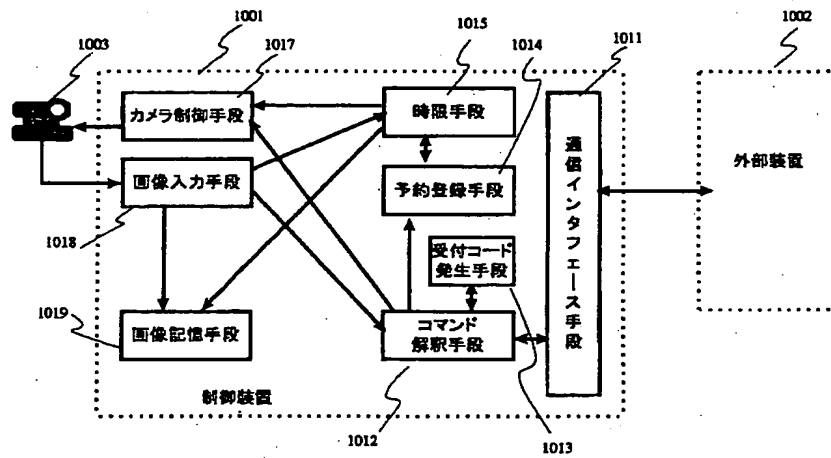 1001
1017
1015
1014
1011
1002
1003
カメラ制御手段
時限手段
画像入力手段
予約登録手段
外部装置
1018
受付コード
発生手段
通信インタフェース手段
1019
画像記憶手段
コマンド
解釈手段
制御装置
1012
1013